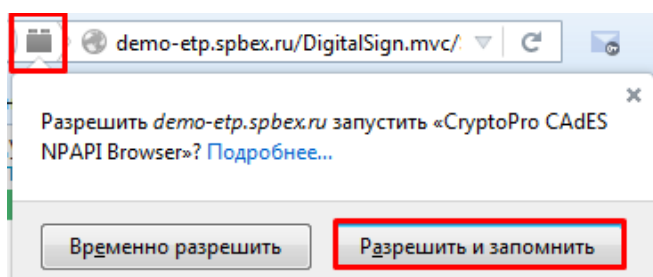 demo-etp.spbex.ru/DigitalSign.mvc/
Разрешить demo-etp.spbex.ru запустить «CryptoPro CAdES
NPAPI Browser»? Подробнее...
Временно разрешить
Разрешить и запомнить